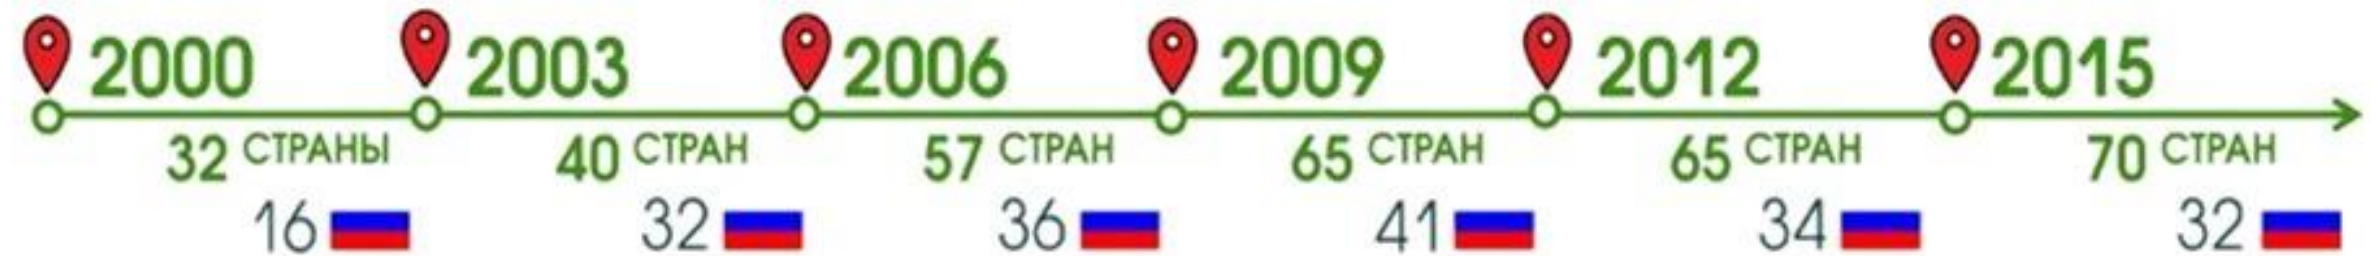 2000 2003 2006 2009 2012 2015
32 СТРАНЫ 40 СТРАН 57 СТРАН 65 СТРАН 65 СТРАН 70 СТРАН
16 32 36 41 34 32